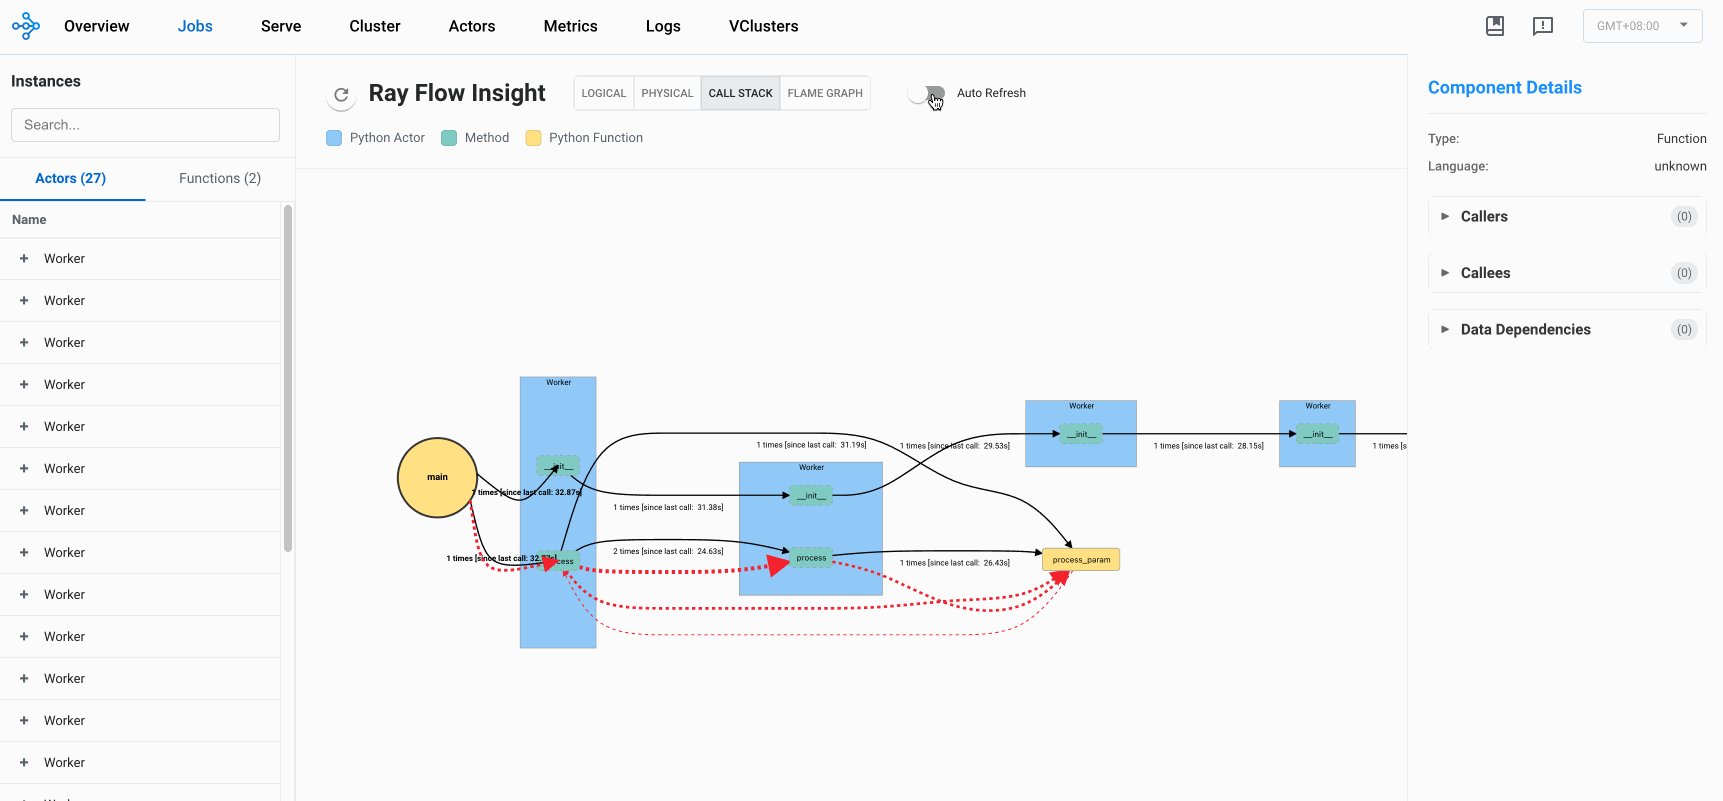 Overview Jobs Serve Cluster Actors Metrics Logs VClusters GMT+08:00
Instances
Search...
Actors (27) Functions (2)
Name
Worker
Worker
Worker
Worker
Worker
Worker
Worker
Worker
Worker
Worker
Worker
Worker
Worker
Ray Flow Insight LOGICAL PHYSICAL CALL STACK FLAME GRAPH Auto Refresh
Python Actor Method Python Function
Worker
Worker
Worker
1 times [since last call: 31.19s]
1 times [since last call: 29.53s]
__init__
1 times [since last call: 28.15s]
__init__
1 times [s
Worker
__init__
main
1 times [since last call: 32.87s]
__init__
1 times [since last call: 31.38s]
2 times [since last call: 24.63s]
1 times [since last call:
process
process_param
1 times [since last call: 26.43s]
Component Details
Type: Function
Language: unknown
Callers (0)
Callees (0)
Data Dependencies (0)